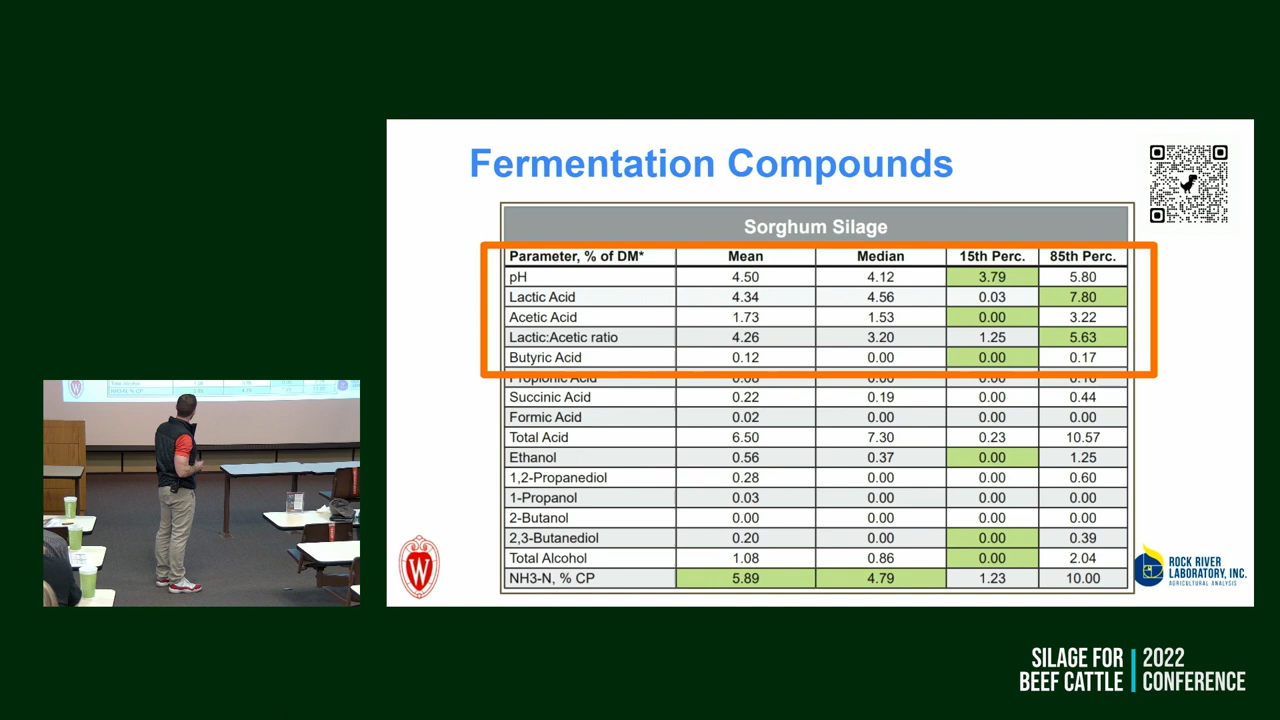 Fermentation Compounds
Sorghum Silage
Parameter, % of DM* Mean Median 15th Perc. 85th Perc.
pH 4.50 4.12 3.79 5.80
Lactic Acid 4.34 4.56 0.03 7.80
Acetic Acid 1.73 1.53 0.00 3.22
Lactic:Acetic ratio 4.26 3.20 1.25 5.63
Butyric Acid 0.12 0.00 0.00 0.17
Propionic Acid 0.08 0.00 0.00 0.16
Succinic Acid 0.22 0.19 0.00 0.44
Formic Acid 0.02 0.00 0.00 0.00
Total Acid 6.50 7.30 0.23 10.57
Ethanol 0.56 0.37 0.00 1.25
1,2-Propanediol 0.28 0.00 0.00 0.60
1-Propanol 0.03 0.00 0.00 0.00
2-Butanol 0.00 0.00 0.00 0.00
2,3-Butanediol 0.20 0.00 0.00 0.39
Total Alcohol 1.08 0.86 0.00 2.04
NH3-N, % CP 5.89 4.79 1.23 10.00
W
ROCK RIVER
LABORATORY, INC.
AGRICULTURAL ANALYSIS
SILAGE FOR
BEEF CATTLE
2022
CONFERENCE